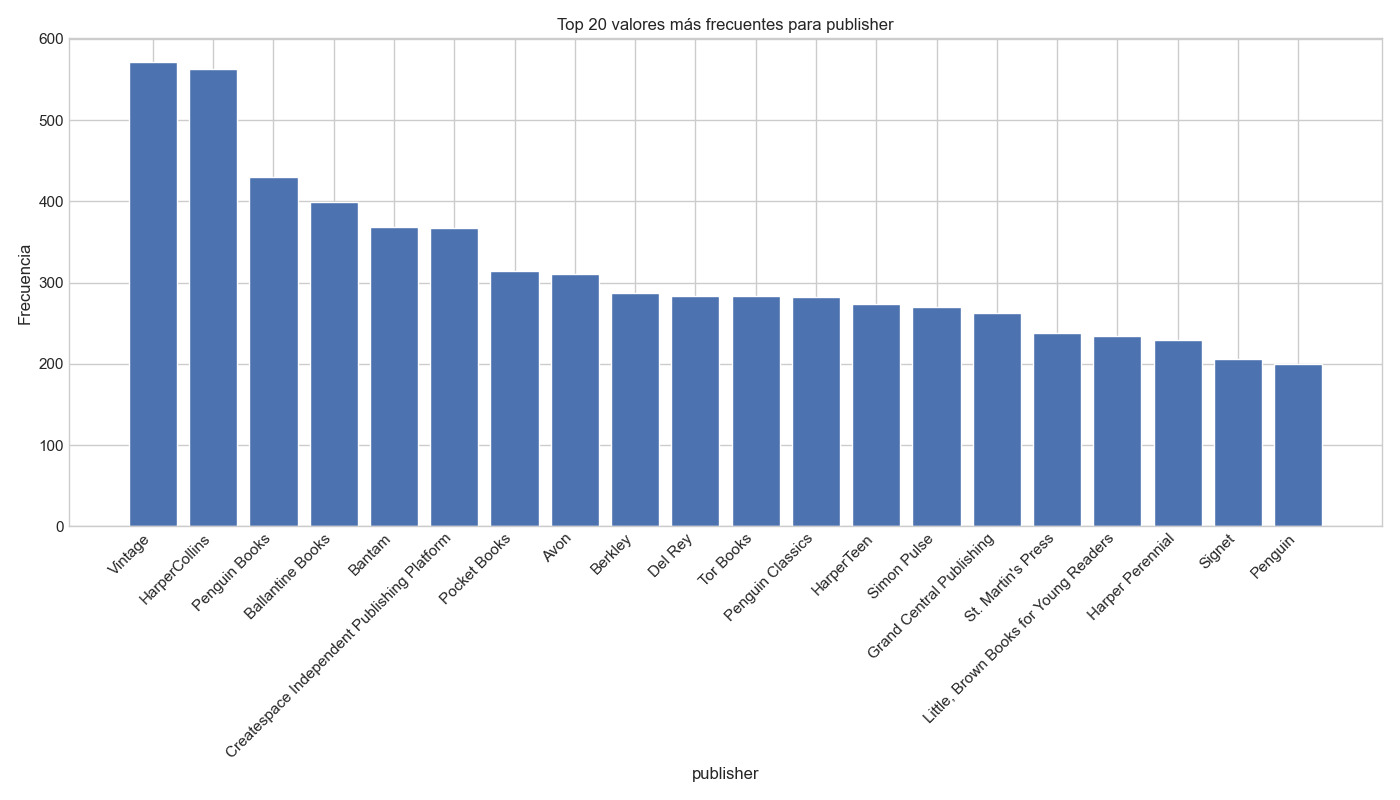 Top 20 valores más frecuentes para publisher
Frecuencia
600
500
400
300
200
100
0
Vintage
HarperCollins
Penguin Books
Ballantine Books
Bantam
Createspace Independent Publishing Platform
Pocket Books
Avon
Berkley
Del Rey
Tor Books
Penguin Classics
HarperTeen
Simon Pulse
Grand Central Publishing
St. Martin's Press
Little, Brown Books for Young Readers
Harper Perennial
Signet
Penguin
publisher